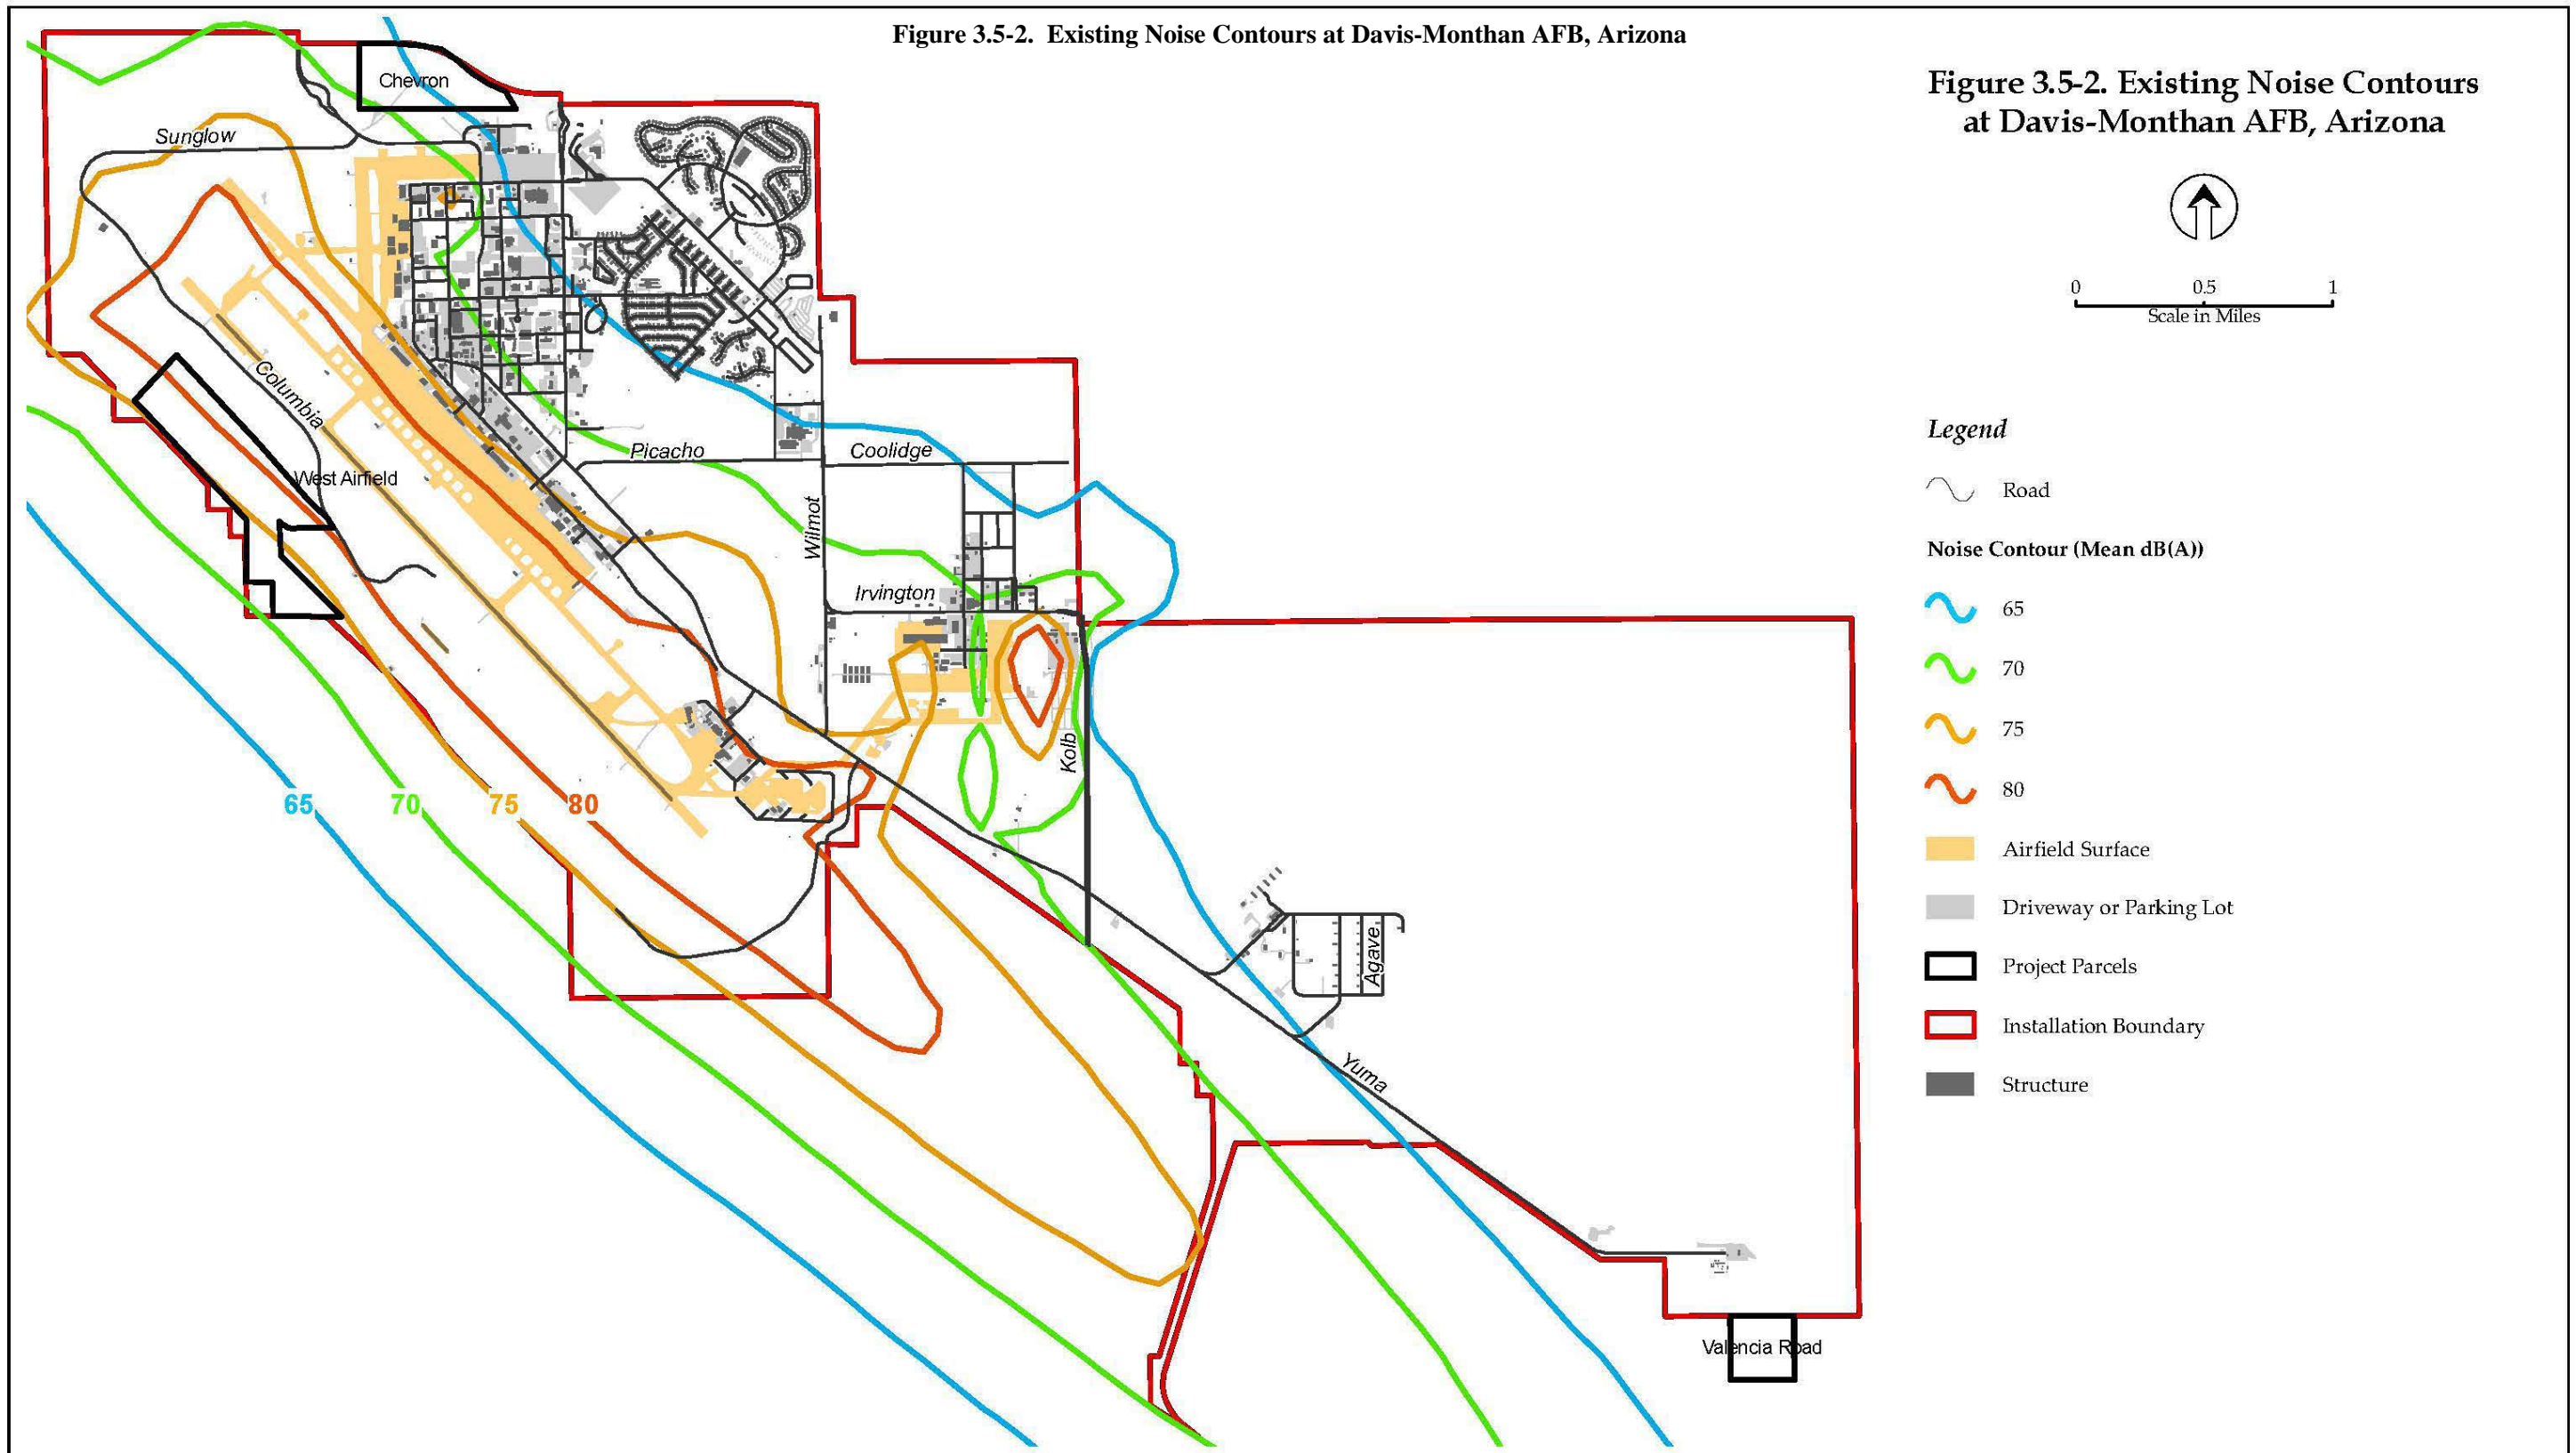 Figure 3.5-2. Existing Noise Contours at Davis-Monthan AFB, Arizona
Figure 3.5-2. Existing Noise Contours
at Davis-Monthan AFB, Arizona
0 0.5 1
Scale in Miles
Legend
Road
Noise Contour (Mean dB(A))
65
70
75
80
Airfield Surface
Driveway or Parking Lot
Project Parcels
Installation Boundary
Structure
Chevron
Sunglow
Columbia
West Airfield
Picacho
Coolidge
Wilmot
Irvington
Kolb
65
70
75
80
Agave
Yuma
Valencia Road